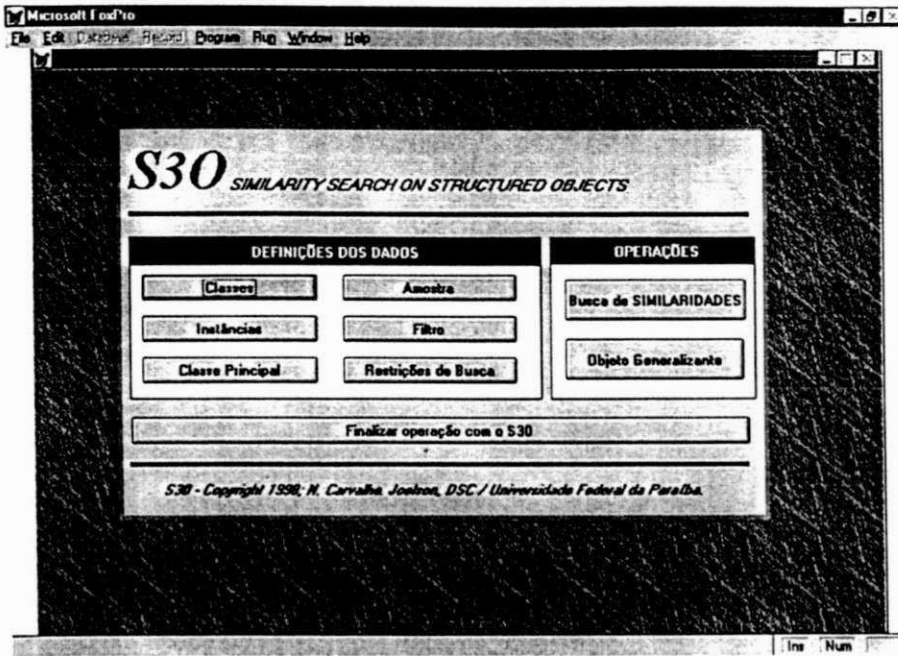 Microsoft FoxPro
File Edit Database Record Program Run Window Help
S3O SIMILARITY SEARCH ON STRUCTURED OBJECTS
DEFINIÇÕES DOS DADOS
OPERAÇÕES
Classes
Amostra
Busca de SIMILARIDADES
Instâncias
Filtro
Classe Principal
Restrições de Busca
Objeto Generalizante
Finalizar operação com o S3O
S3O - Copyright 1998, N. Carvalho, Joelson, DSC / Universidade Federal da Paraíba.
Ins Num